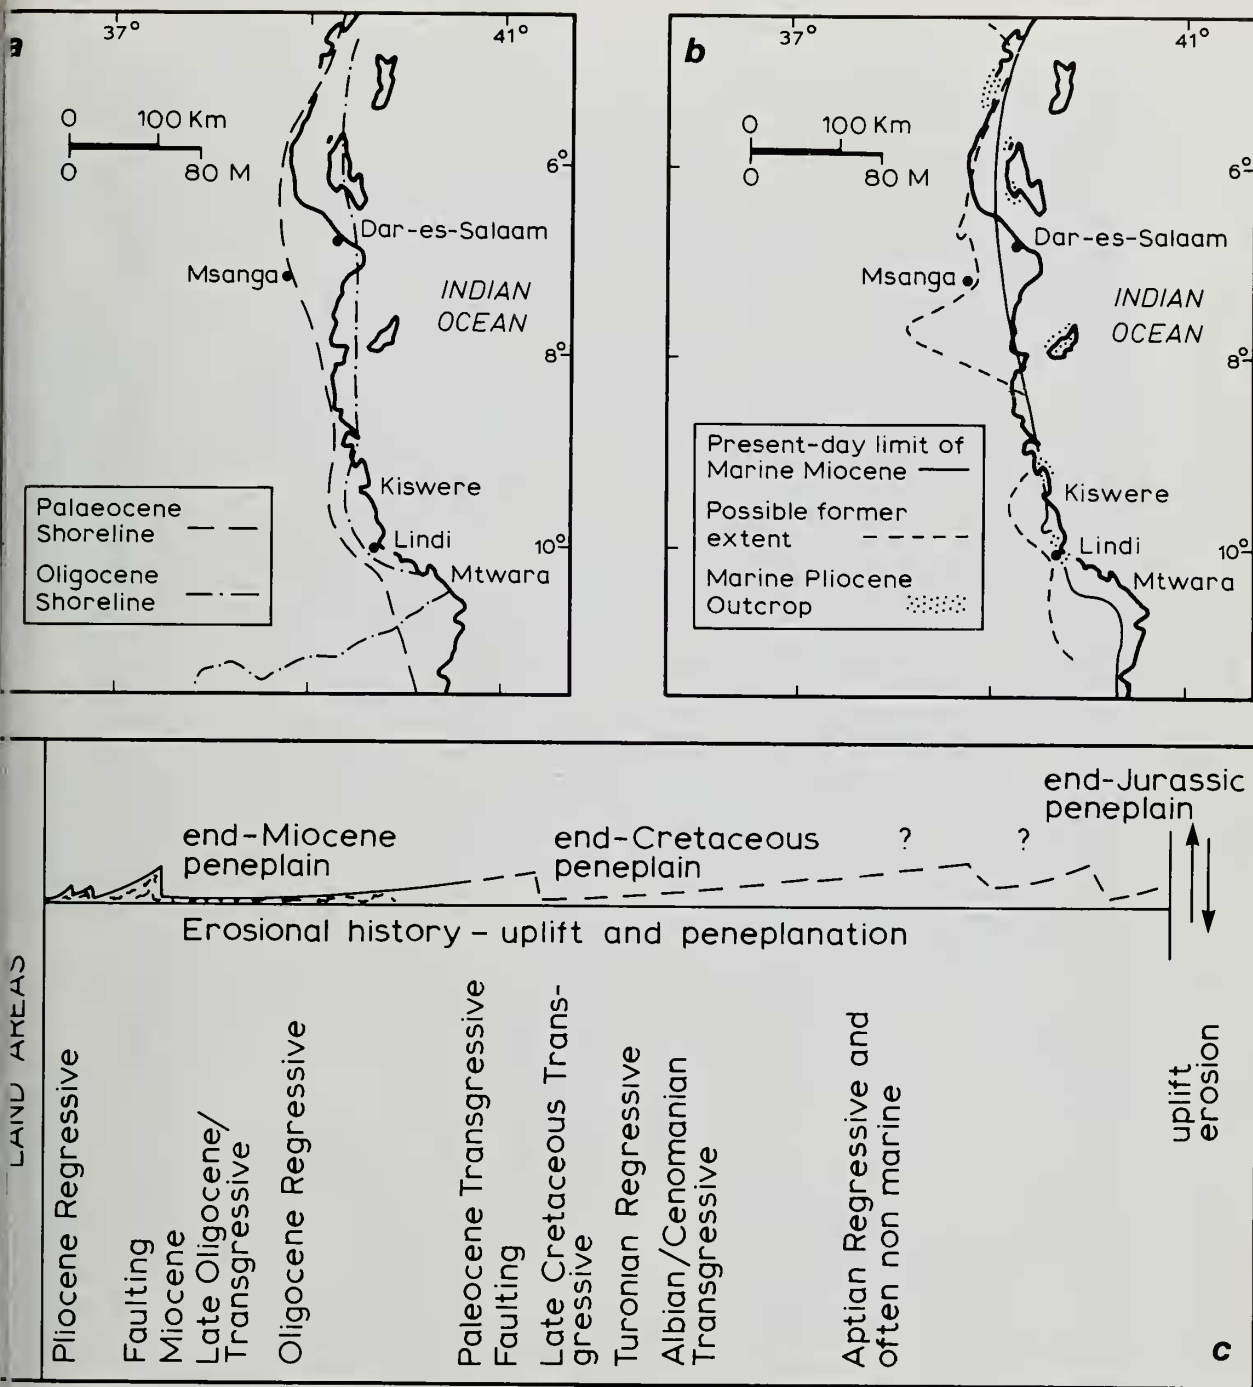 a
37°
41°
0 100 Km
0 80 M
6°
Dar-es-Salaam
Msanga
INDIAN
OCEAN
8°
Palaeocene
Shoreline
Oligocene
Shoreline
Kiswere
Lindi
10°
Mtwara
b
37°
41°
0 100 Km
0 80 M
6°
Dar-es-Salaam
Msanga
INDIAN
OCEAN
8°
Present-day limit of
Marine Miocene
Possible former
extent
Marine Pliocene
Outcrop
Kiswere
Lindi
10°
Mtwara
end-Miocene
peneplain
end-Cretaceous
peneplain
?
?
end-Jurassic
peneplain
Erosional history – uplift and peneplanation
LAND AREAS
Pliocene Regressive
Faulting
Miocene
Late Oligocene/
Transgressive
Oligocene Regressive
Paleocene Transgressive
Faulting
Late Cretaceous Trans-
gressive
Turonian Regressive
Albian/Cenomanian
Transgressive
Aptian Regressive and
often non marine
uplift
erosion
c